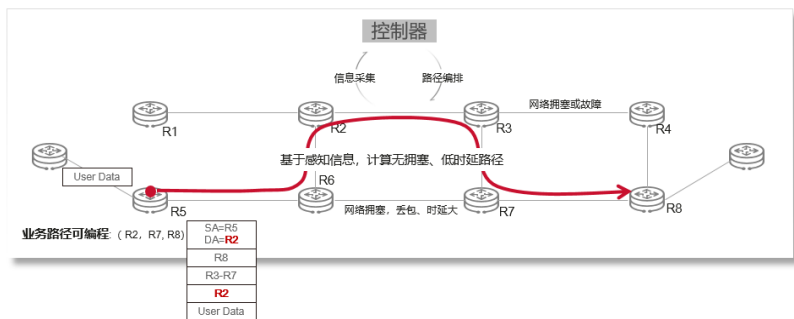 控制器
信息采集
路径编排
网络拥塞或故障
R1
R2
R3
R4
基于感知信息，计算无拥塞、低时延路径
User Data
R6
R5
网络拥塞，丢包、时延大
R7
R8
业务路径可编程:（R2，R7, R8)
SA=R5
DA=R2
R8
R3-R7
R2
User Data